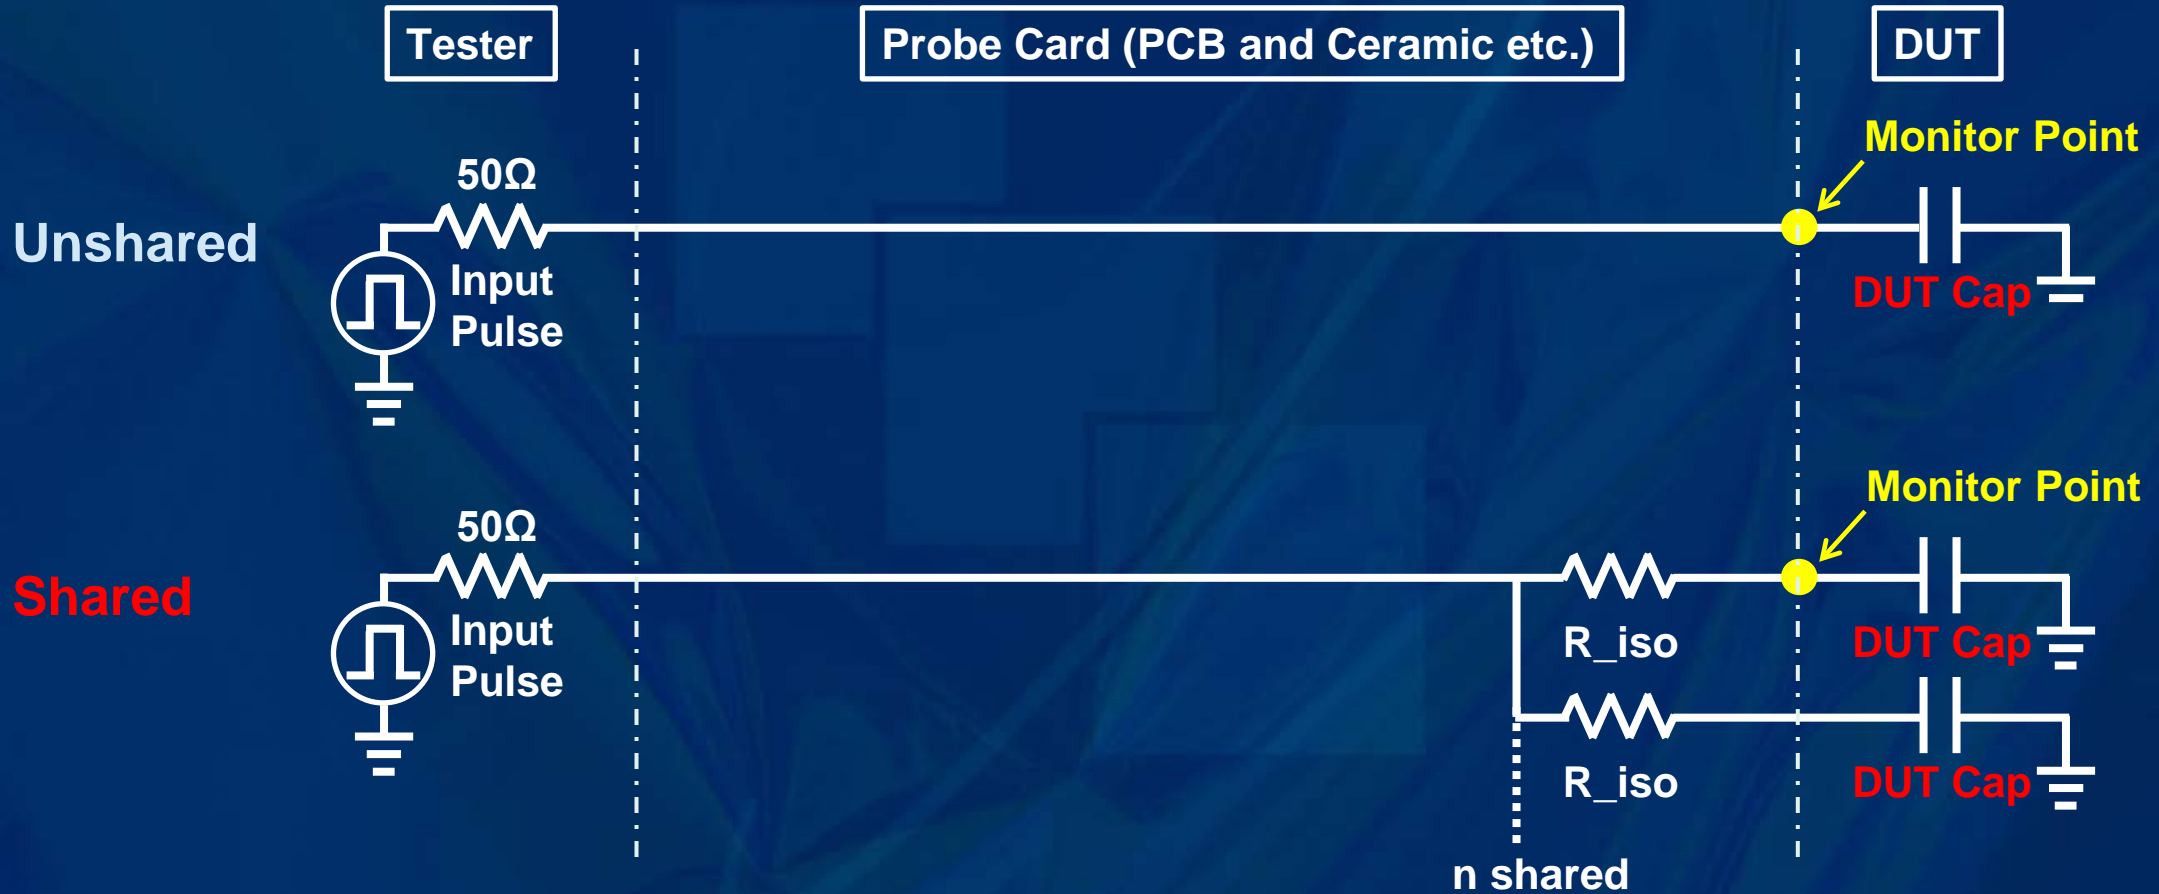 Tester
Probe Card (PCB and Ceramic etc.)
DUT
Monitor Point
50Ω
Unshared
Input
Pulse
DUT Cap
Monitor Point
50Ω
Shared
Input
Pulse
R_iso
DUT Cap
R_iso
DUT Cap
n shared